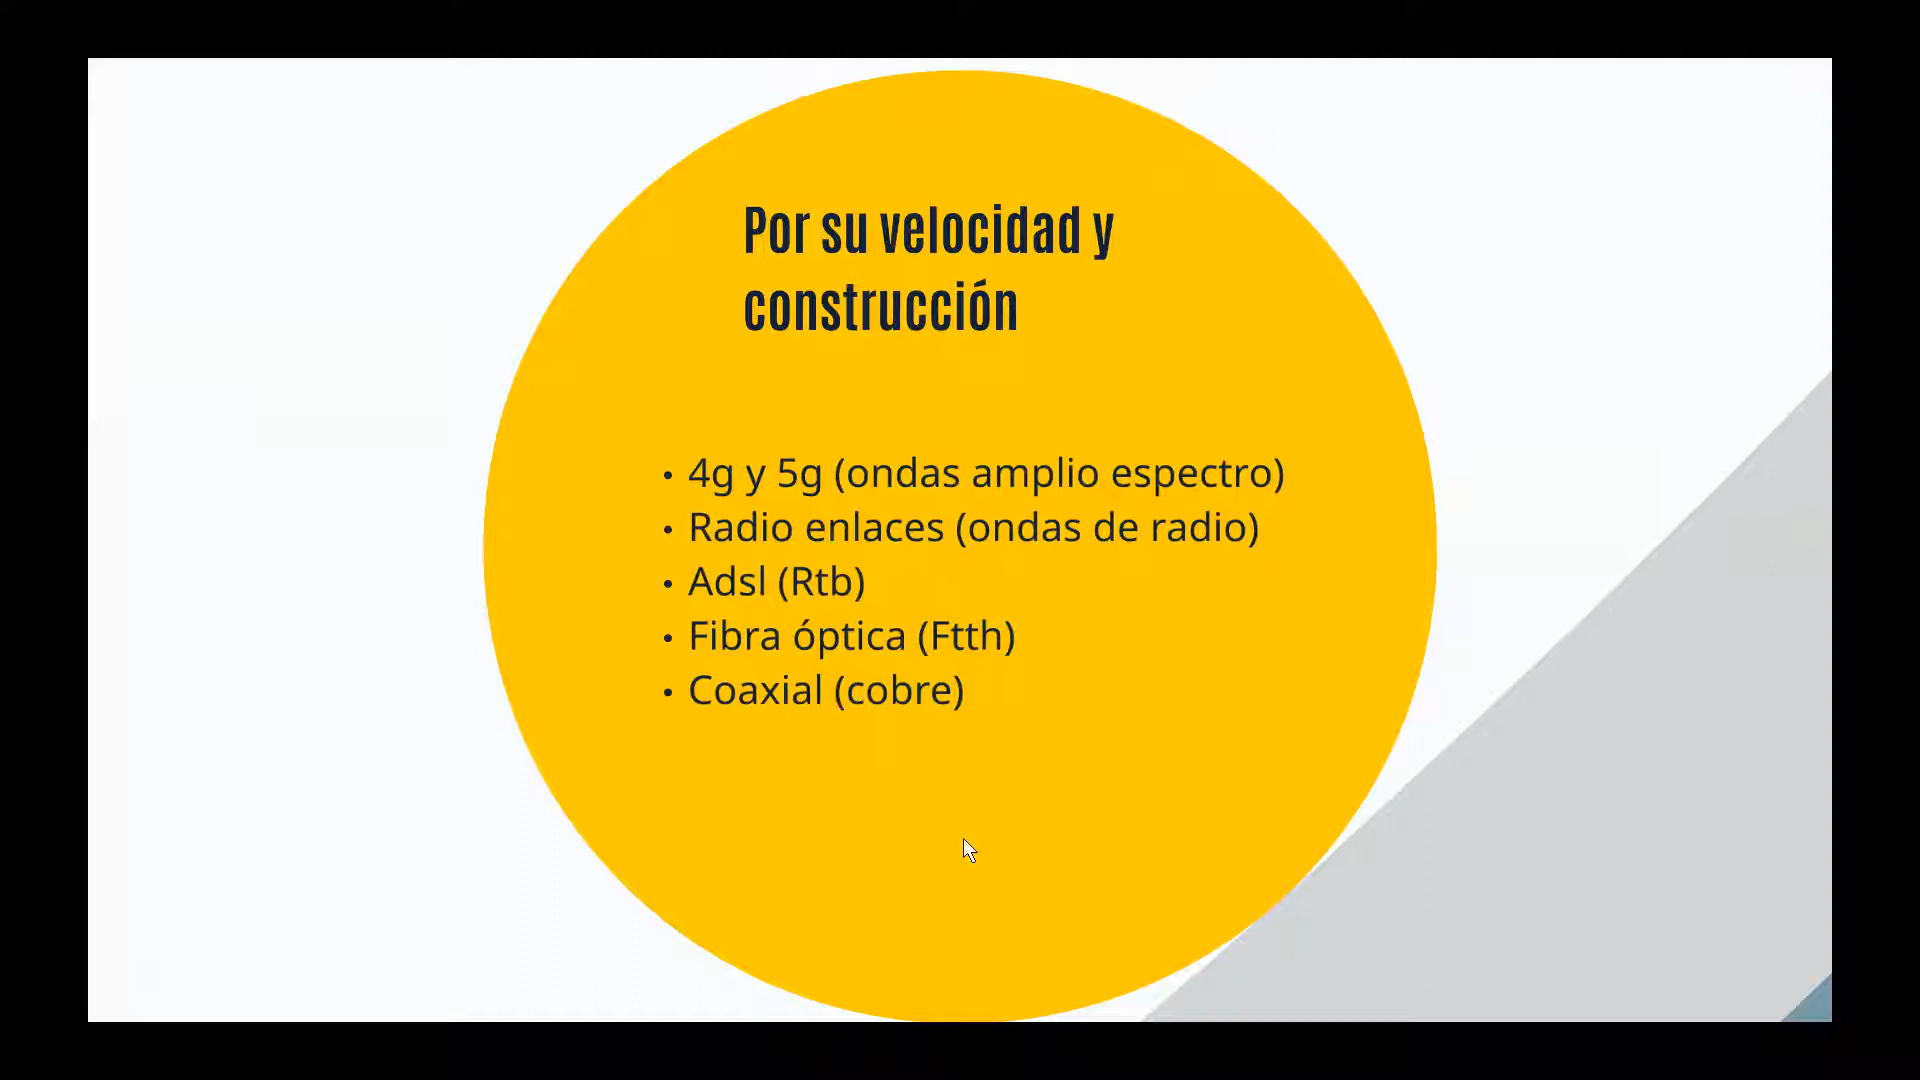 Por su velocidad y
construcción
• 4g y 5g (ondas amplio espectro)
• Radio enlaces (ondas de radio)
• Adsl (Rtb)
• Fibra óptica (Ftth)
• Coaxial (cobre)